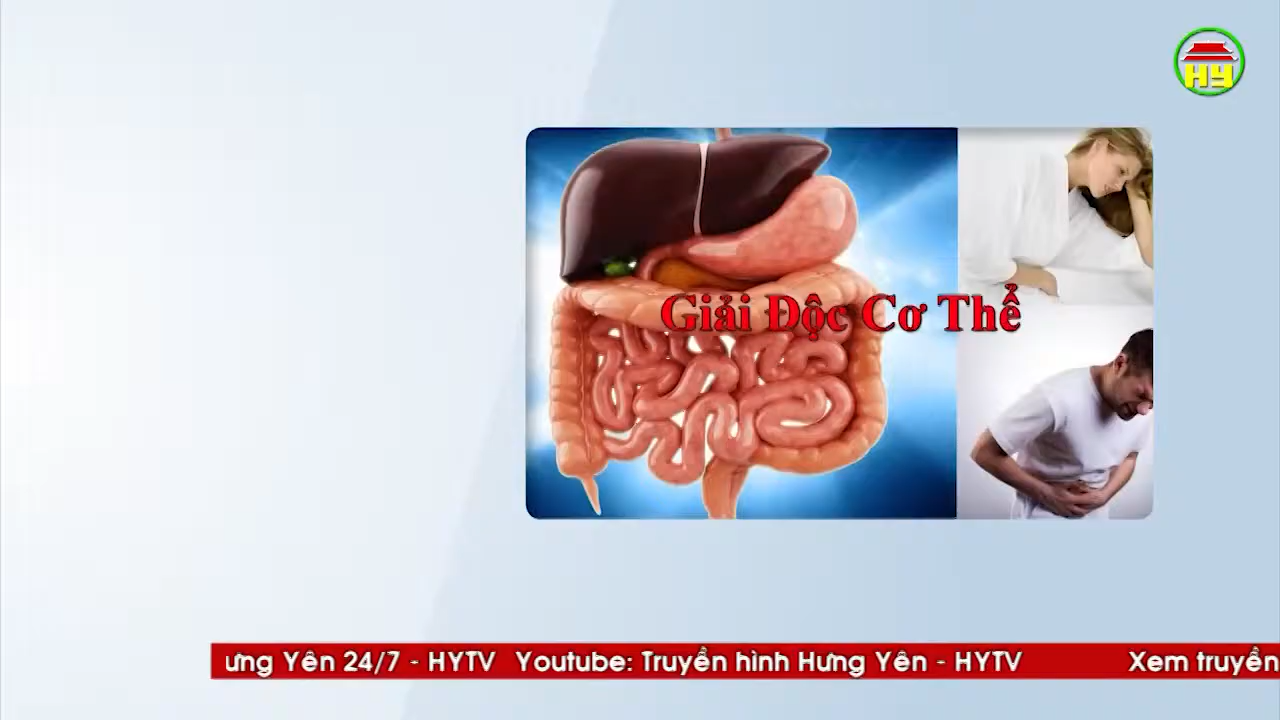 HY
Giải Độc Cơ Thể
ưng Yên 24/7 - HYTV Youtube: Truyền hình Hưng Yên - HYTV Xem truyền